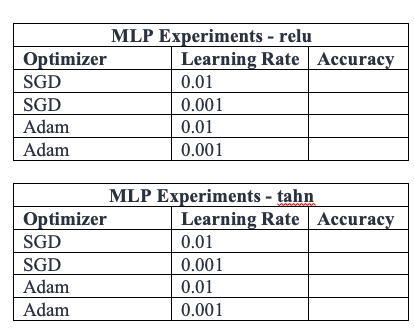 MLP Experiments - relu
Optimizer Learning Rate Accuracy
SGD 0.01
SGD 0.001
Adam 0.01
Adam 0.001
MLP Experiments - tahn
Optimizer Learning Rate Accuracy
SGD 0.01
SGD 0.001
Adam 0.01
Adam 0.001